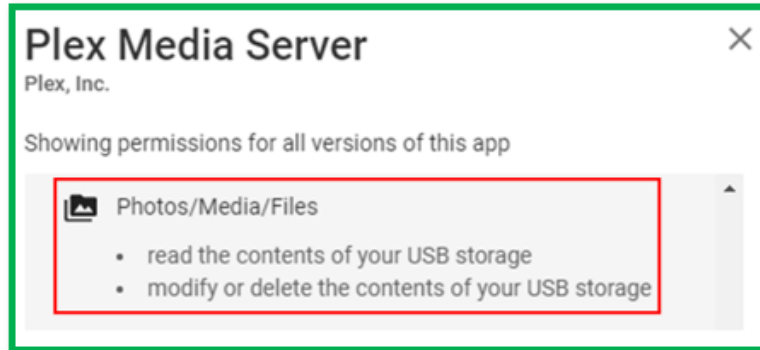 Plex Media Server
Plex, Inc.
Showing permissions for all versions of this app
Photos/Media/Files
• read the contents of your USB storage
• modify or delete the contents of your USB storage